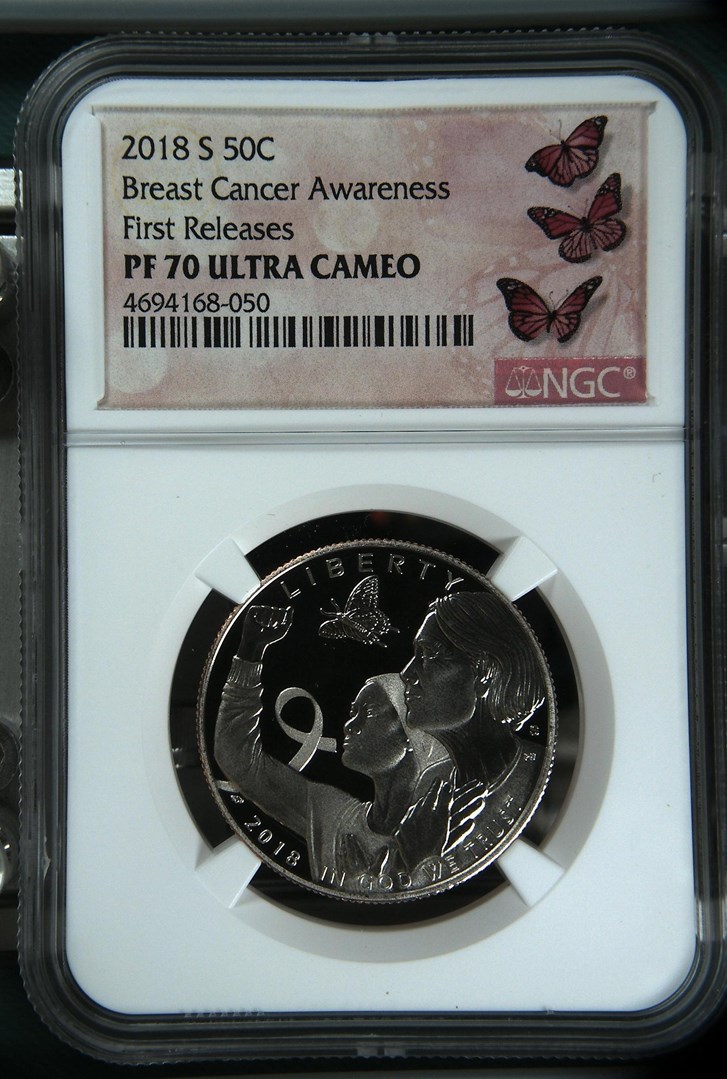 2018 S 50C
Breast Cancer Awareness
First Releases
PF 70 ULTRA CAMEO
4694168-050
NGC®
LIBERTY
2018
IN GOD WE TRUST